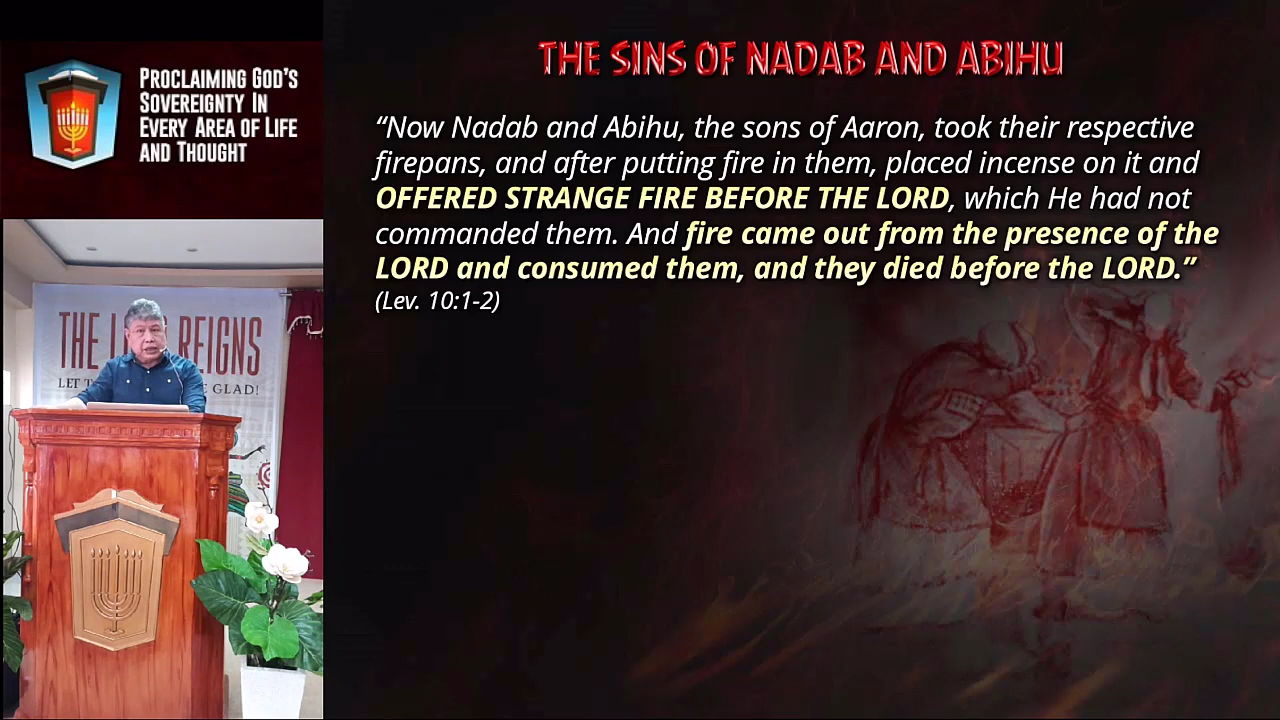 PROCLAIMING GOD'S
SOVEREIGNTY IN
EVERY AREA OF LIFE
AND THOUGHT
THE SINS OF NADAB AND ABIHU
“Now Nadab and Abihu, the sons of Aaron, took their respective
firepans, and after putting fire in them, placed incense on it and
OFFERED STRANGE FIRE BEFORE THE LORD, which He had not
commanded them. And fire came out from the presence of the
LORD and consumed them, and they died before the LORD.”
(Lev. 10:1-2)
THE REIGNS
LET GLAD!